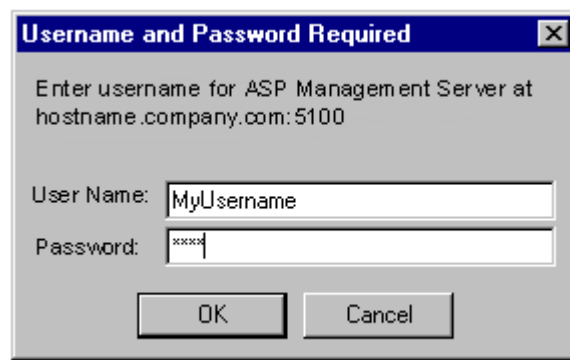 Username and Password Required
Enter username for ASP Management Server at
hostname.company.com:5100
User Name: MyUsername
Password: ****
OK Cancel